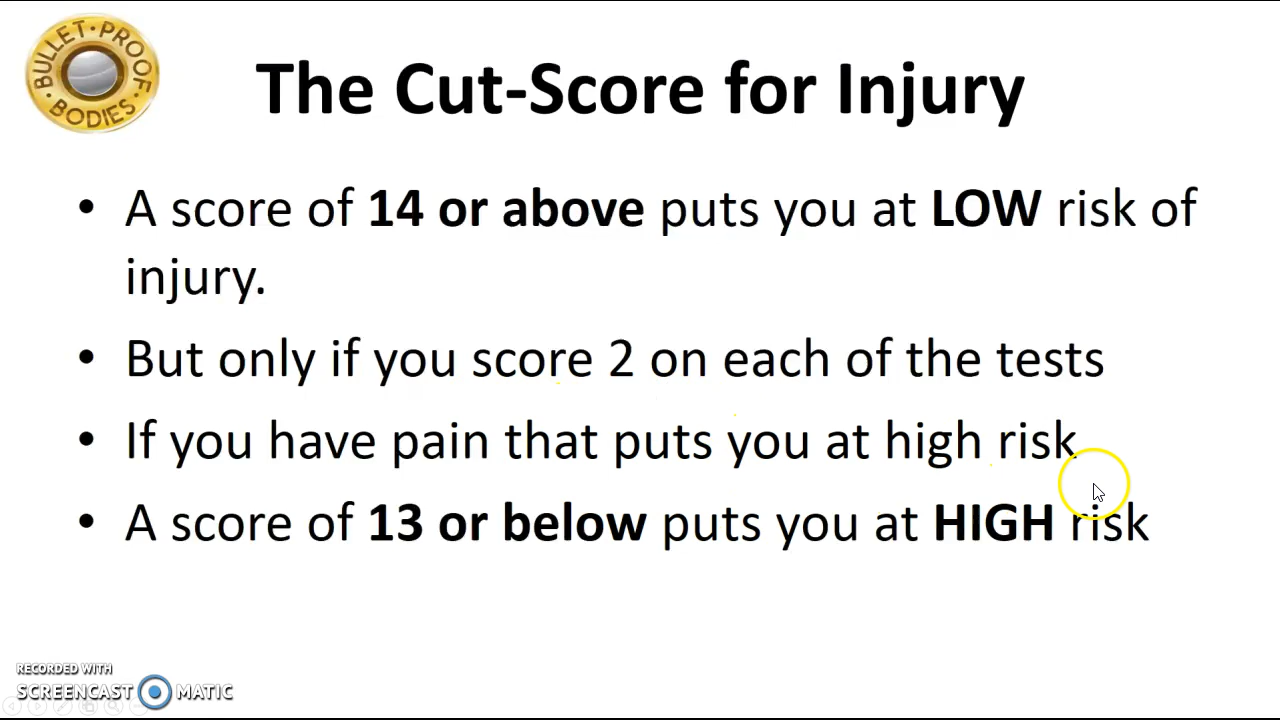 BULLET·PROOF
·BODIES·
The Cut-Score for Injury
• A score of 14 or above puts you at LOW risk of
injury.
• But only if you score 2 on each of the tests
• If you have pain that puts you at high risk
• A score of 13 or below puts you at HIGH risk
RECORDED WITH
SCREENCAST MATIC